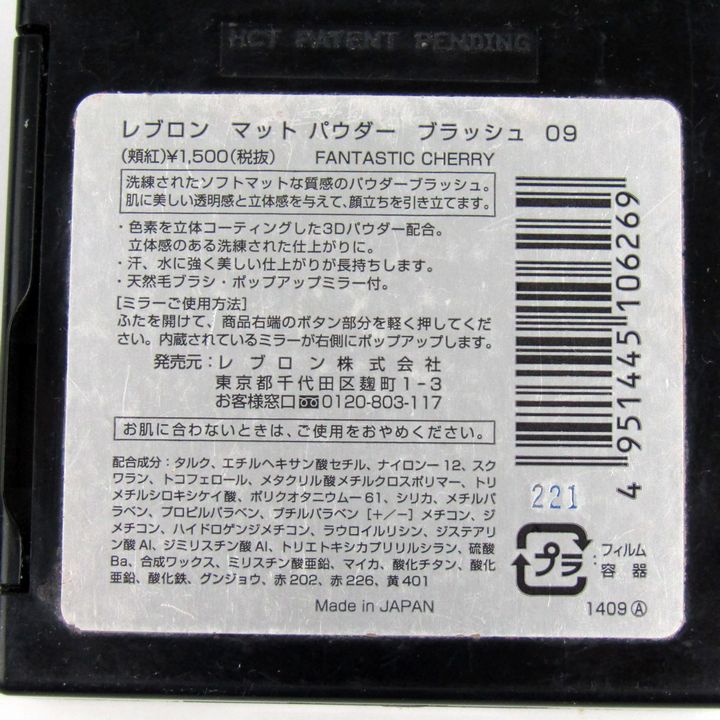 HCT PATENT PENDING
レブロン マット パウダー ブラッシュ 09
(頬紅)¥1,500(税抜) FANTASTIC CHERRY
洗練されたソフトマットな質感のパウダーブラッシュ。
肌に美しい透明感と立体感を与えて、顔立ちを引き立てます。
・色素を立体コーティングした3Dパウダー配合。
立体感のある洗練された仕上がりに。
・汗、水に強く美しい仕上がりが長持ちします。
・天然毛ブラシ・ポップアップミラー付。
[ミラーご使用方法]
ふたを開けて、商品右端のボタン部分を軽く押してくだ
さい。内蔵されているミラーが右側にポップアップします。
発売元:レブロン株式会社
東京都千代田区麹町1-3
お客様窓口 0120-803-117
お肌に合わないときは、ご使用をおやめください。
配合成分:タルク、エチルヘキサン酸セチル、ナイロン-12、スク
ワラン、トコフェロール、メタクリル酸メチルクロスポリマー、トリ
メチルシロキシケイ酸、ポリクオタニウム-61、シリカ、メチルパ
ラベン、プロピルパラベン、ブチルパラベン [+/-] メチコン、ジ
メチコン、ハイドロゲンジメチコン、ラウロイルリシン、ジステアリ
ン酸Al、ジミリスチン酸Al、トリエトキシカプリリルシラン、硫酸
Ba、合成ワックス、ミリスチン酸亜鉛、マイカ、酸化チタン、酸化
亜鉛、酸化鉄、グンジョウ、赤202、赤226、黄401
Made in JAPAN
4 951445 106269
221
プラ
:フィルム
容器
1409 Ⓐ